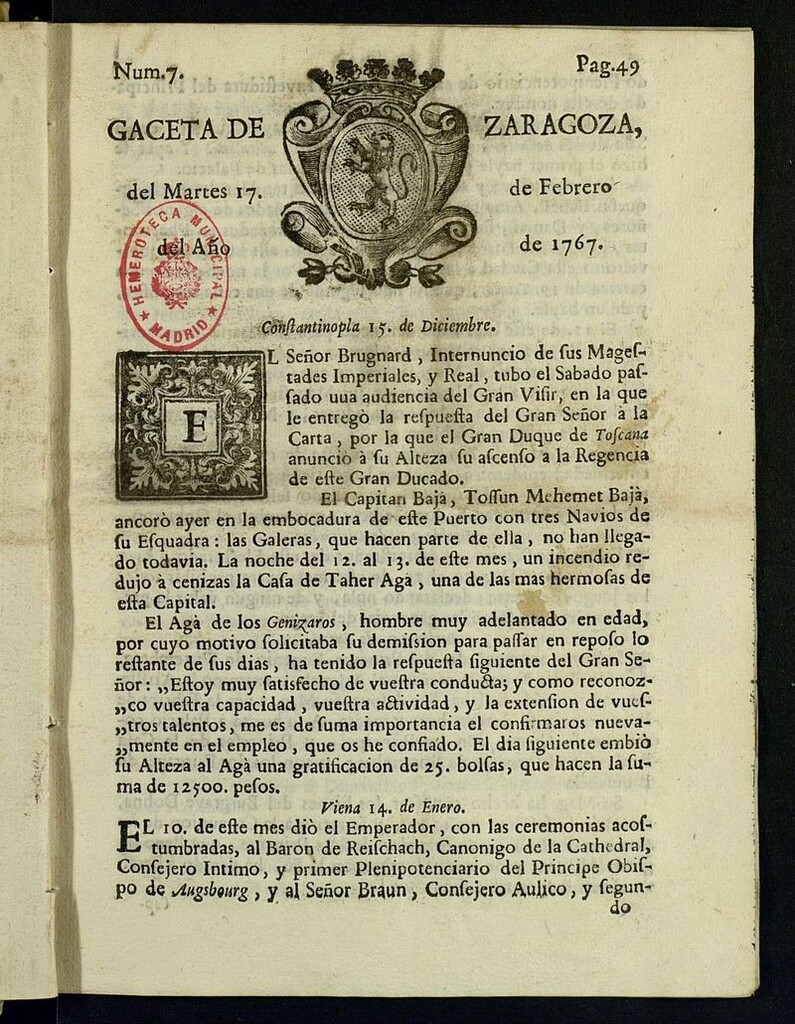 Num.7.
Pag.49
GACETA DE ZARAGOZA,
del Martes 17. de Febrero
del Año de 1767.
HEMEROTECA MUNICIPAL
★ MADRID ★
Conſtantinopla 15. de Diciembre.
EL Señor Brugnard , Internuncio de ſus Mageſ-
tades Imperiales, y Real , tubo el Sabado paſ-
ſado uua audiencia del Gran Viſir, en la que
le entregò la reſpueſta del Gran Señor à la
Carta , por la que el Gran Duque de Toſcana
anunciò à ſu Alteza ſu aſcenſo a la Regencia
de eſte Gran Ducado.
El Capitan Bajà, Toſſun Mehemet Bajà,
ancorò ayer en la embocadura de eſte Puerto con tres Navios de
ſu Eſquadra : las Galeras, que hacen parte de ella , no han llega-
do todavia. La noche del 12. al 13. de eſte mes , un incendio re-
dujo à cenizas la Caſa de Taher Agà , una de las mas hermoſas de
eſta Capital.
El Agà de los Genizaros , hombre muy adelantado en edad,
por cuyo motivo ſolicitaba ſu demiſsion para paſſar en repoſo lo
reſtante de ſus dias , ha tenido la reſpueſta ſiguiente del Gran Se-
ñor : „Eſtoy muy ſatisfecho de vueſtra conducta; y como reconoz-
„co vueſtra capacidad , vueſtra actividad, y la extenſion de vueſ-
„tros talentos, me es de ſuma importancia el confirmaros nueva-
„mente en el empleo , que os he confiado. El dia ſiguiente embiò
ſu Alteza al Agà una gratificacion de 25. bolſas, que hacen la ſu-
ma de 12500. peſos.
Viena 14. de Enero.
EL 10. de eſte mes diò el Emperador, con las ceremonias acoſ-
tumbradas, al Baron de Reiſchach, Canonigo de la Cathedral,
Conſejero Intimo, y primer Plenipotenciario del Principe Obiſ-
po de Augsbourg , y al Señor Braun , Conſejero Aulico, y ſegun-
do